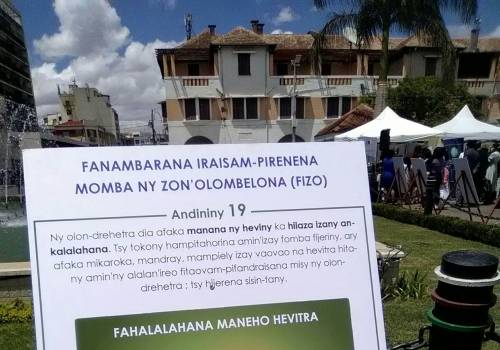 FANAMBARANA IRAISAM-PIRENENA
MOMBA NY ZON'OLOMBELONA (FIZO)
Andininy 19
Ny olon-drehetra dia afaka manana ny heviny ka hilaza izany an-
kalalahana. Tsy tokony hampitahorina amin'izay fomba fijeriny, ary
afaka mikaroka, mandray, mampiely izay vaovao na hevitra hita-
ny amin'ny alalan'ireo fitaovam-pifandraisana misy ny olon-
drehetra : tsy hijerena sisin-tany.
FAHALALAHANA MANEHO HEVITRA